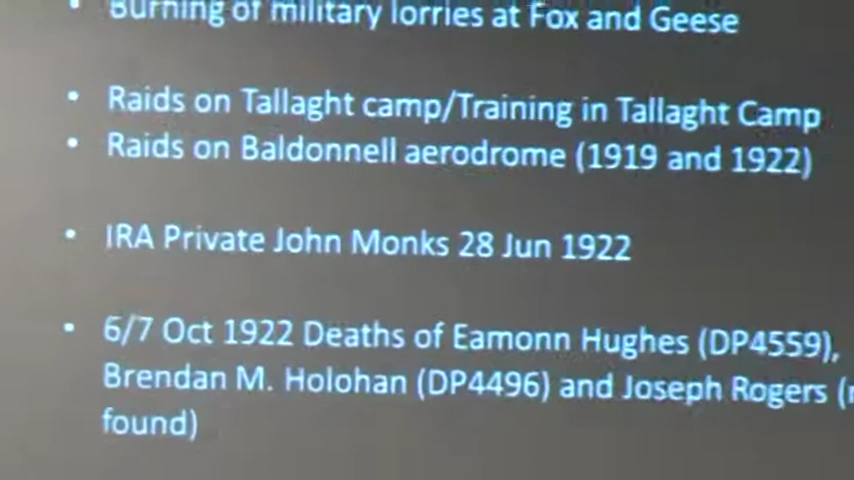 • Burning of military lorries at Fox and Geese
• Raids on Tallaght camp/Training in Tallaght Camp
• Raids on Baldonnell aerodrome (1919 and 1922)
• IRA Private John Monks 28 Jun 1922
• 6/7 Oct 1922 Deaths of Eamonn Hughes (DP4559),
Brendan M. Holohan (DP4496) and Joseph Rogers (
found)